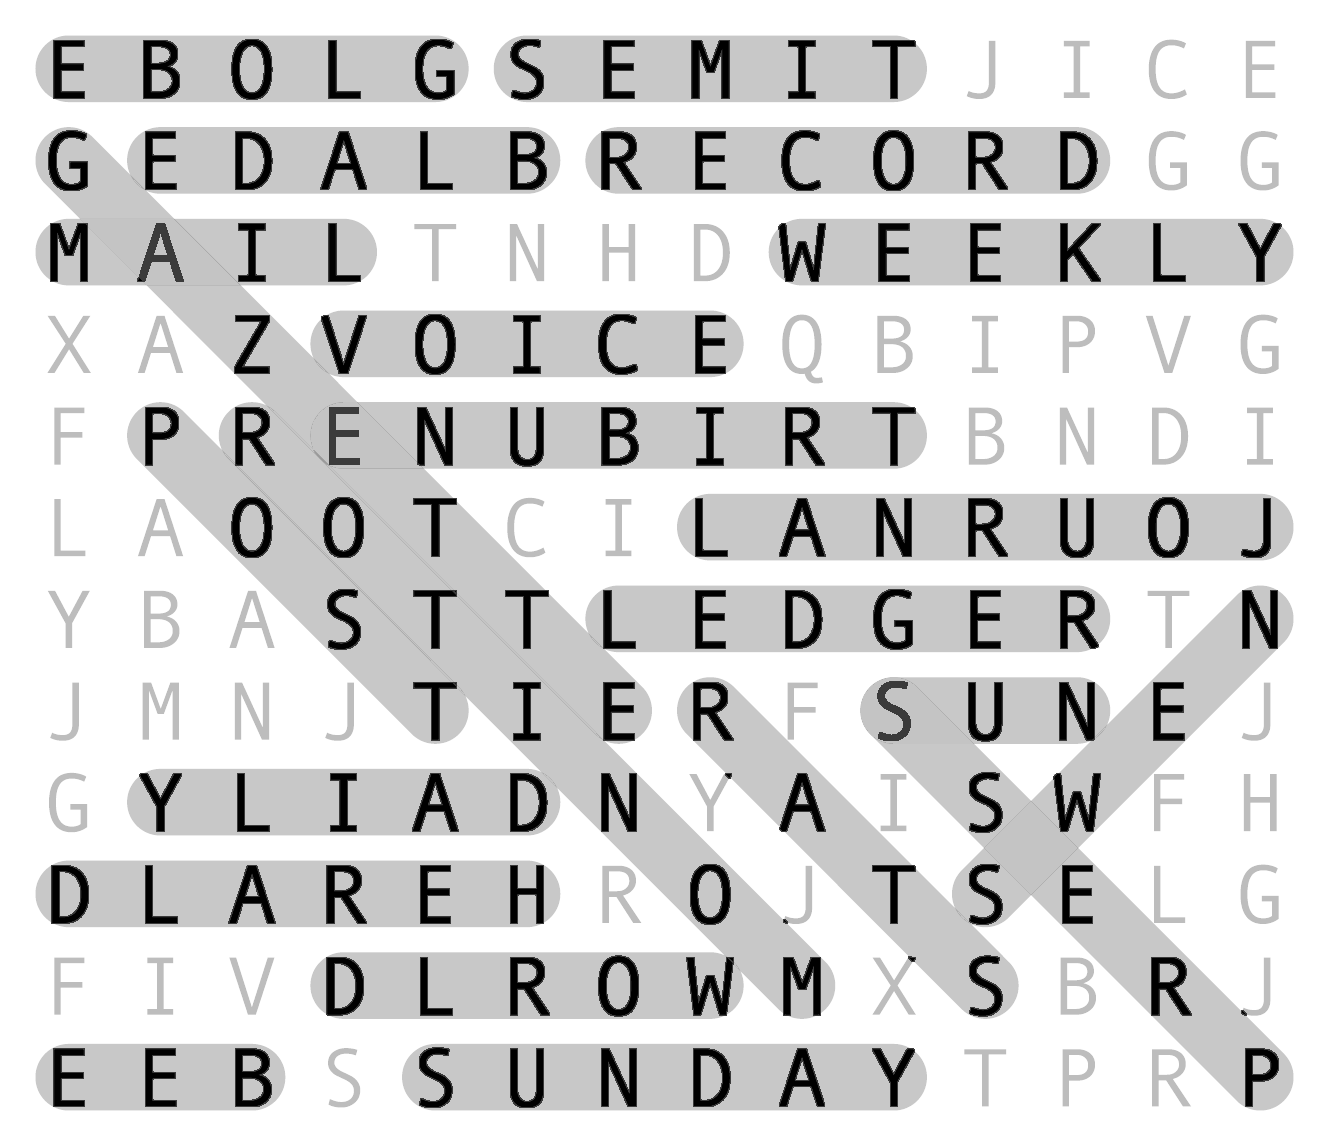 E B O L G S E M I T J I C E
G E D A L B R E C O R D G G
M A I L T N H D W E E K L Y
X A Z V O I C E Q B I P V G
F P R E N U B I R T B N D I
L A O O T C I L A N R U O J
Y B A S T T L E D G E R T N
J M N J T I E R F S U N E J
G Y L I A D N Y A I S W F H
D L A R E H R O J T S E L G
F I V D L R O W M X S B R J
E E B S S U N D A Y T P R P